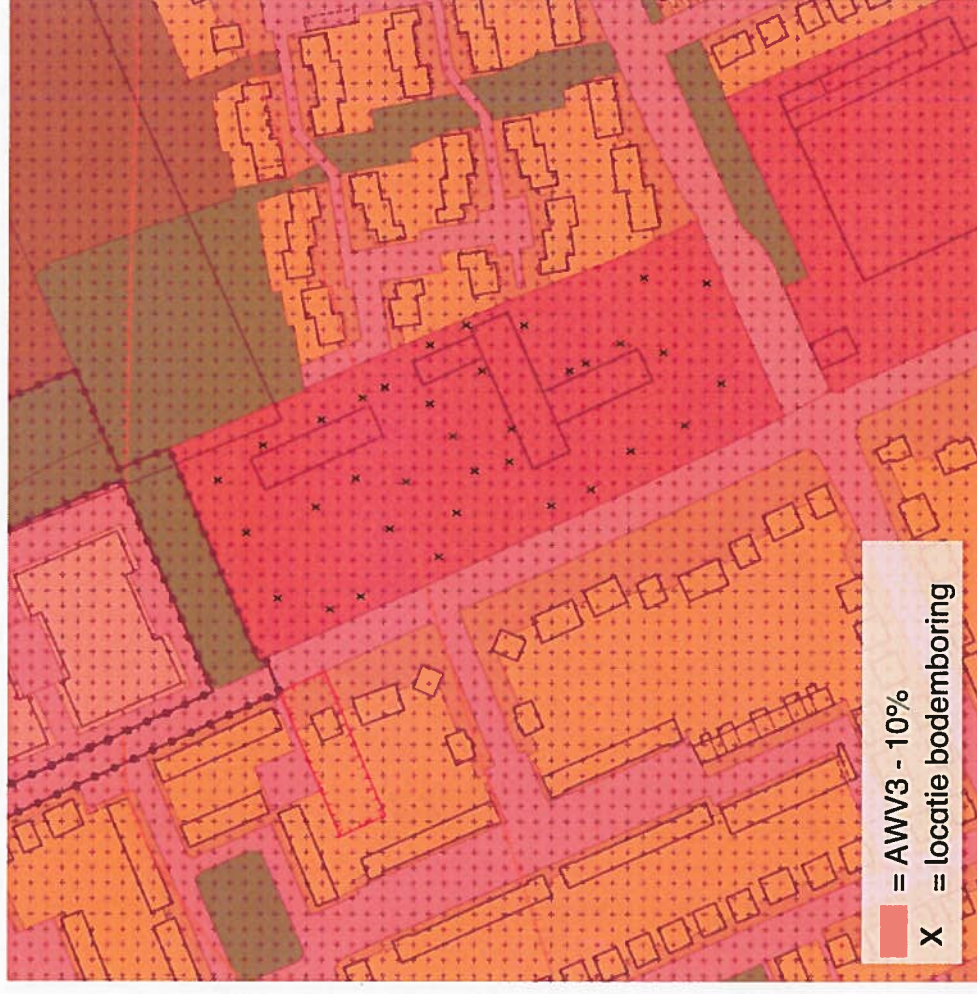 = AWV3 - 10%
X = locatie bodemboring